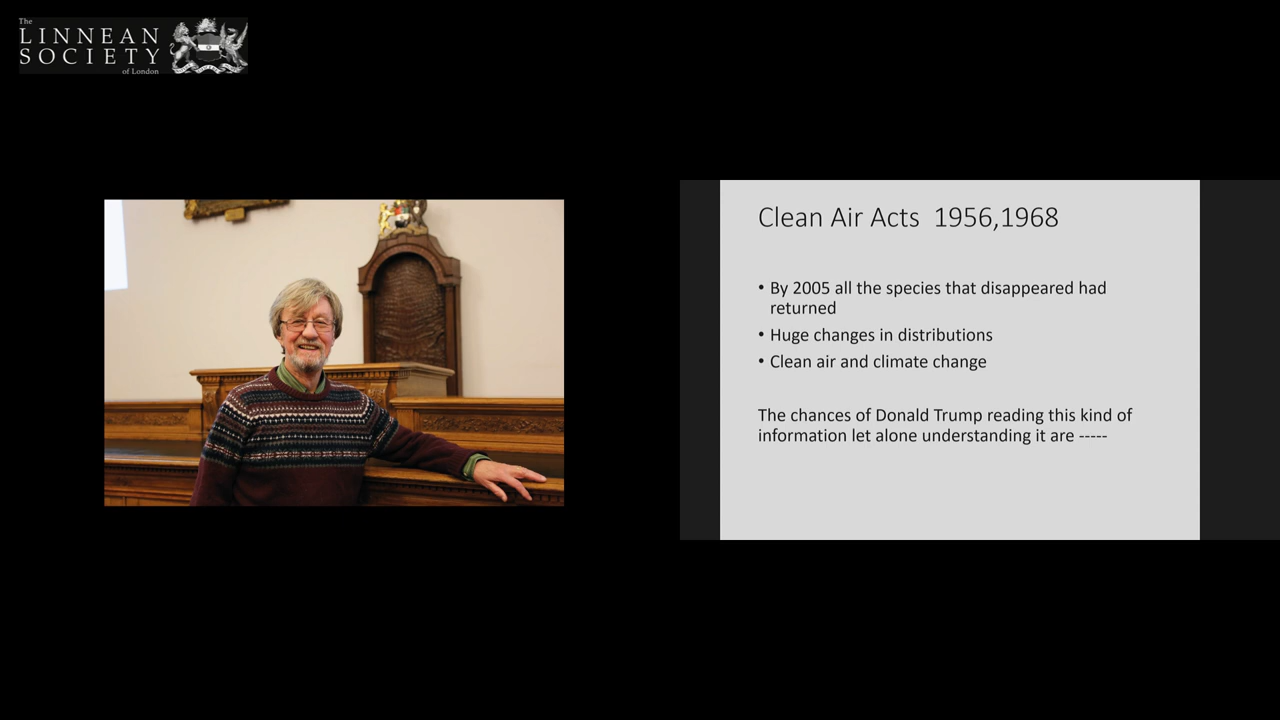 The
LINNEAN
SOCIETY
of London
Clean Air Acts 1956,1968
• By 2005 all the species that disappeared had
returned
• Huge changes in distributions
• Clean air and climate change
The chances of Donald Trump reading this kind of
information let alone understanding it are -----